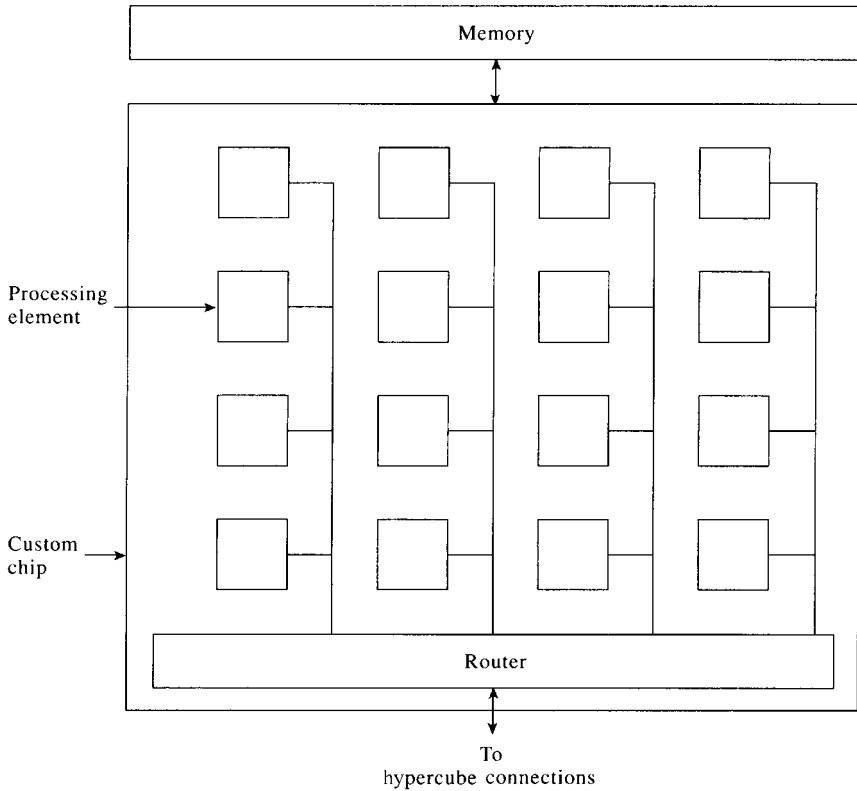 Memory
Processing
element
Custom
chip
Router
To
hypercube connections